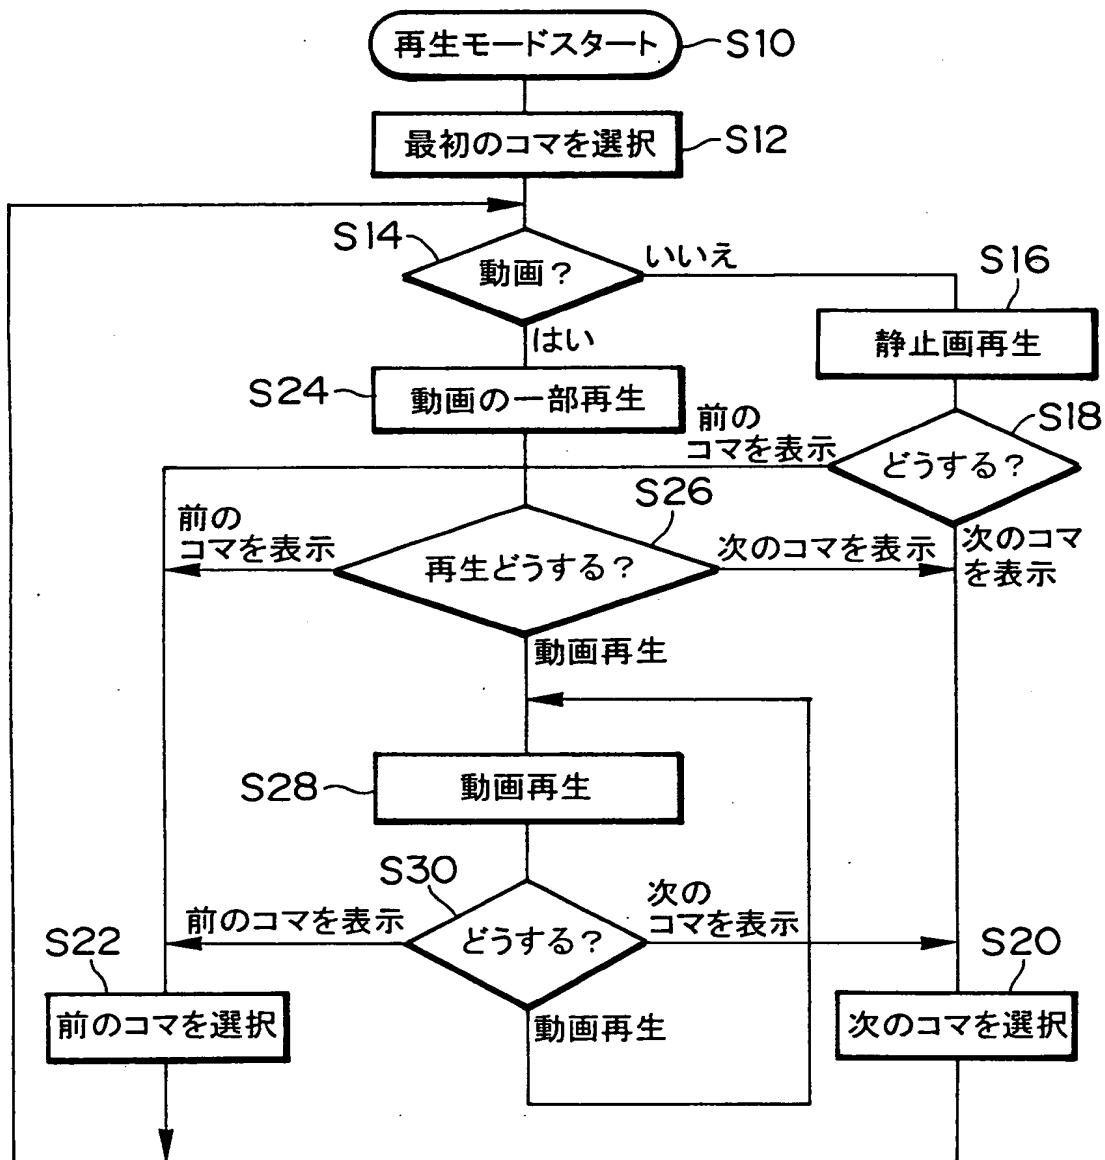 再生モードスタート
S10
最初のコマを選択
S12
S14
動画？
いいえ
S16
はい
静止画再生
S24
動画の一部再生
前の
コマを表示
S18
どうする？
S26
前の
コマを表示
再生どうする？
次のコマを表示
次のコマ
を表示
動画再生
S28
動画再生
S30
前のコマを表示
どうする？
次の
コマを表示
S22
S20
前のコマを選択
動画再生
次のコマを選択